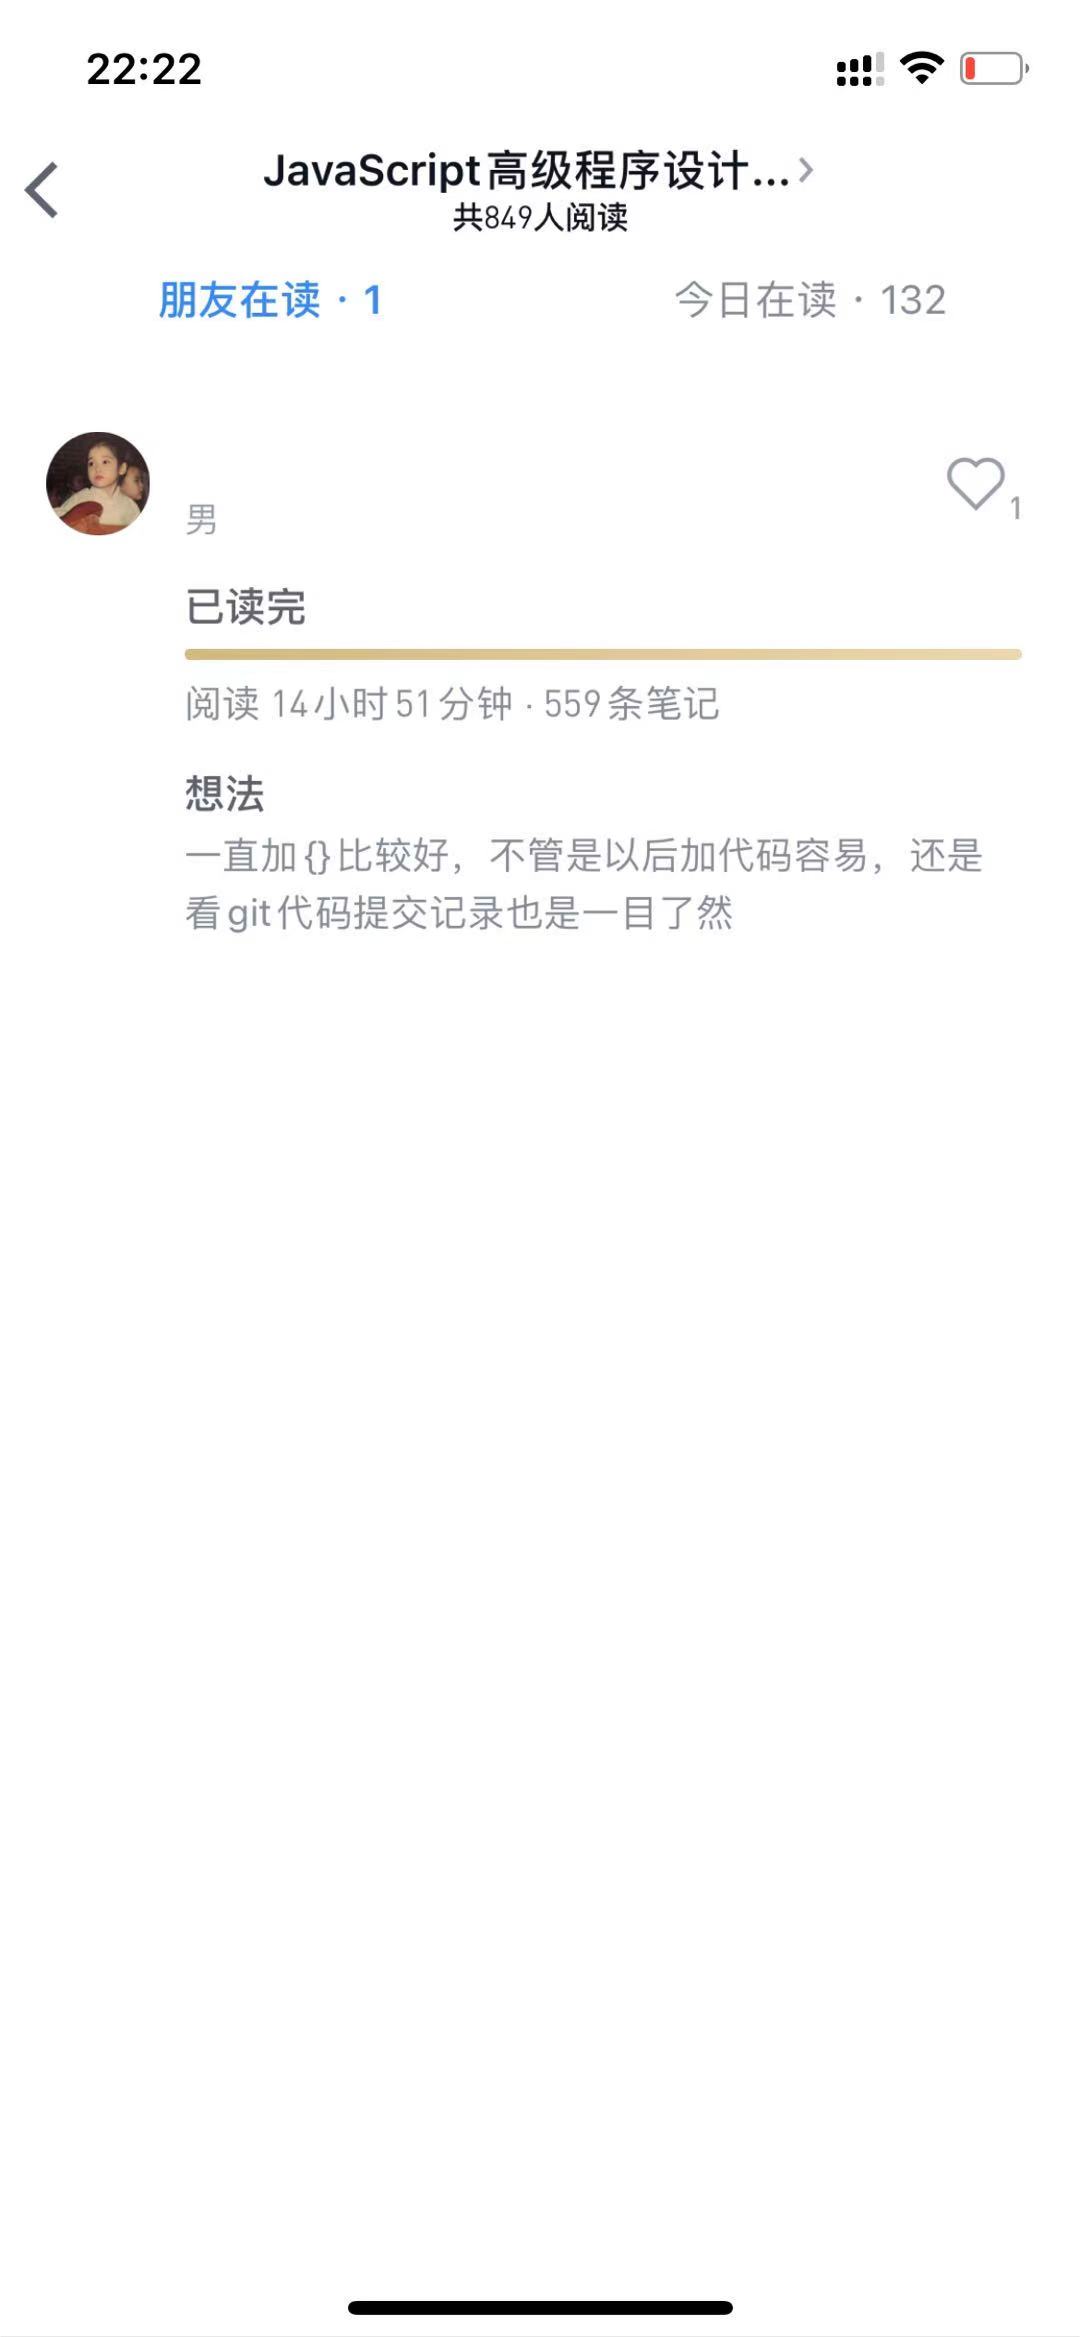 22:22
JavaScript高级程序设计...
共849人阅读
朋友在读 · 1
今日在读 · 132
男
1
已读完
阅读 14小时51分钟 · 559条笔记
想法
一直加{}比较好，不管是以后加代码容易，还是
看git代码提交记录也是一目了然